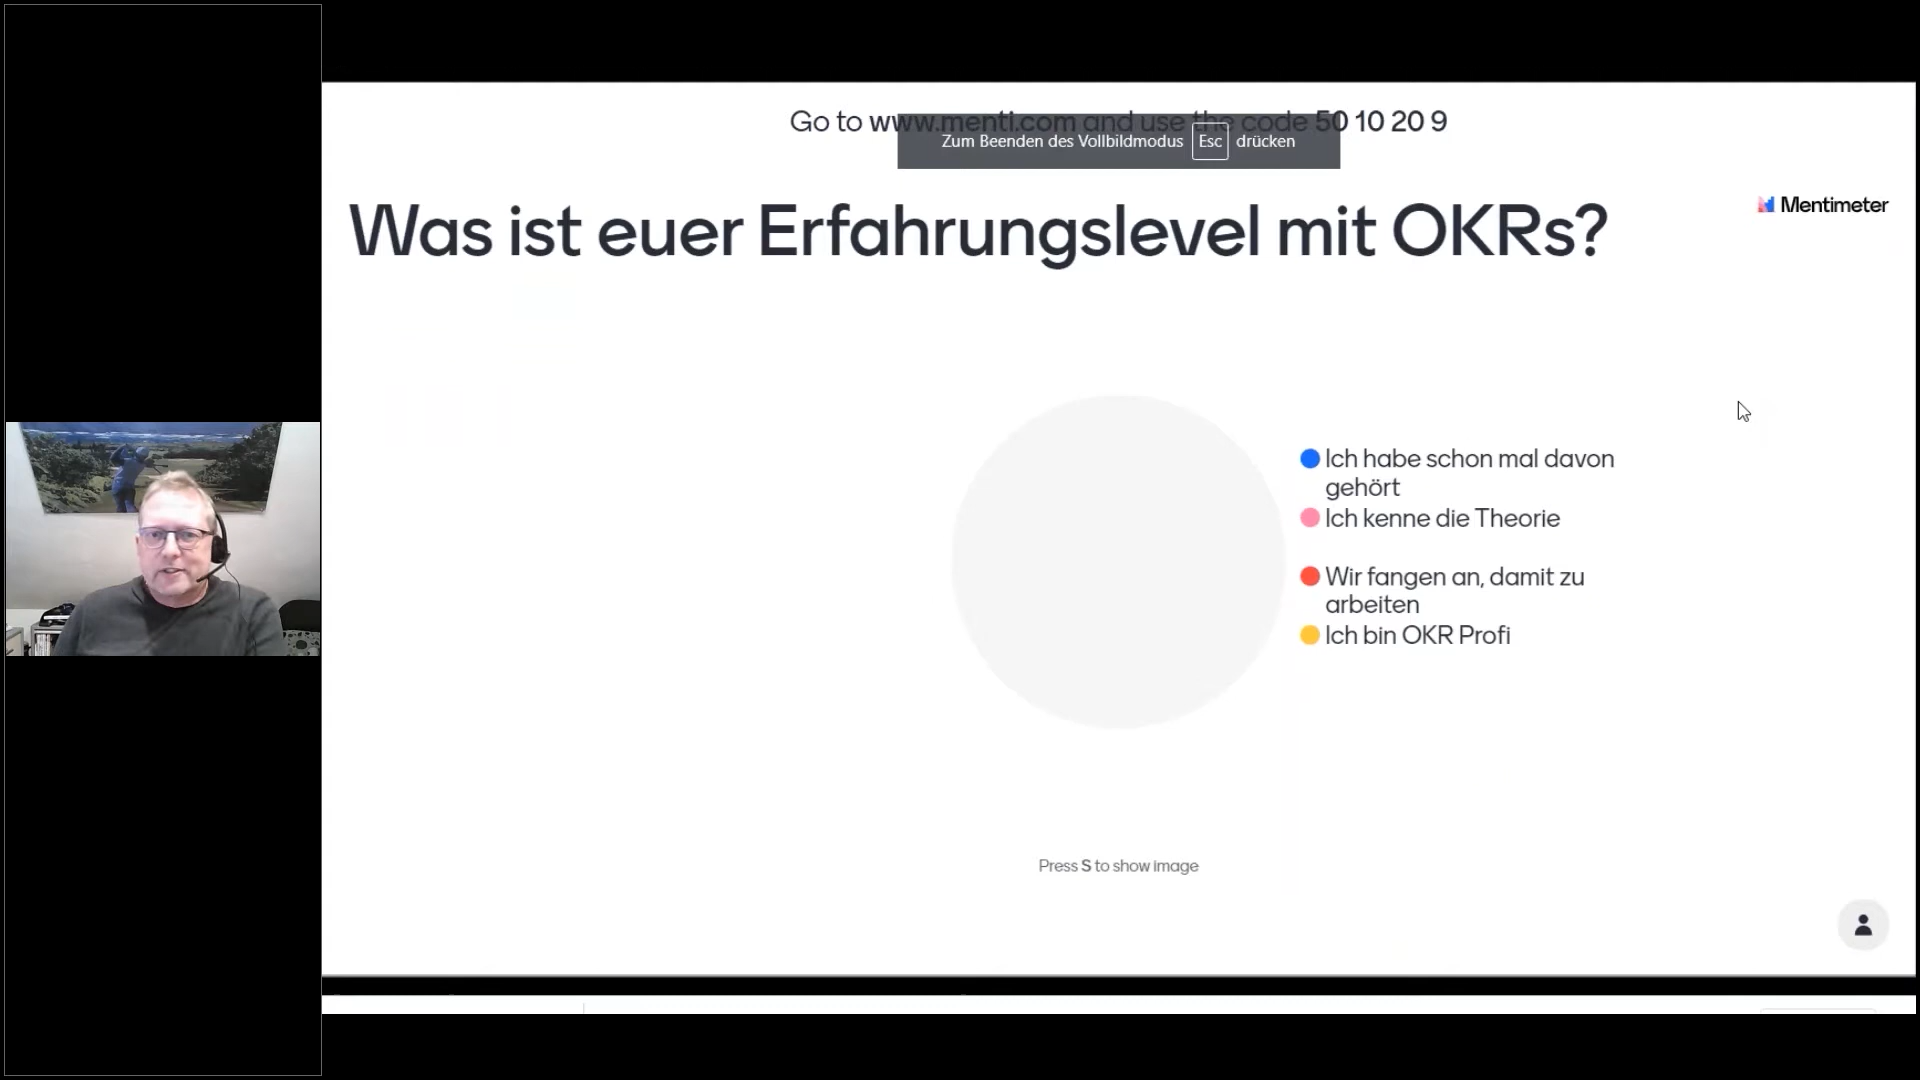 Go to www.menti.com and use the code 50 10 20 9
Zum Beenden des Vollbildmodus Esc drücken
Was ist euer Erfahrungslevel mit OKRs?
Mentimeter
Ich habe schon mal davon
gehört
Ich kenne die Theorie
Wir fangen an, damit zu
arbeiten
Ich bin OKR Profi
Press S to show image